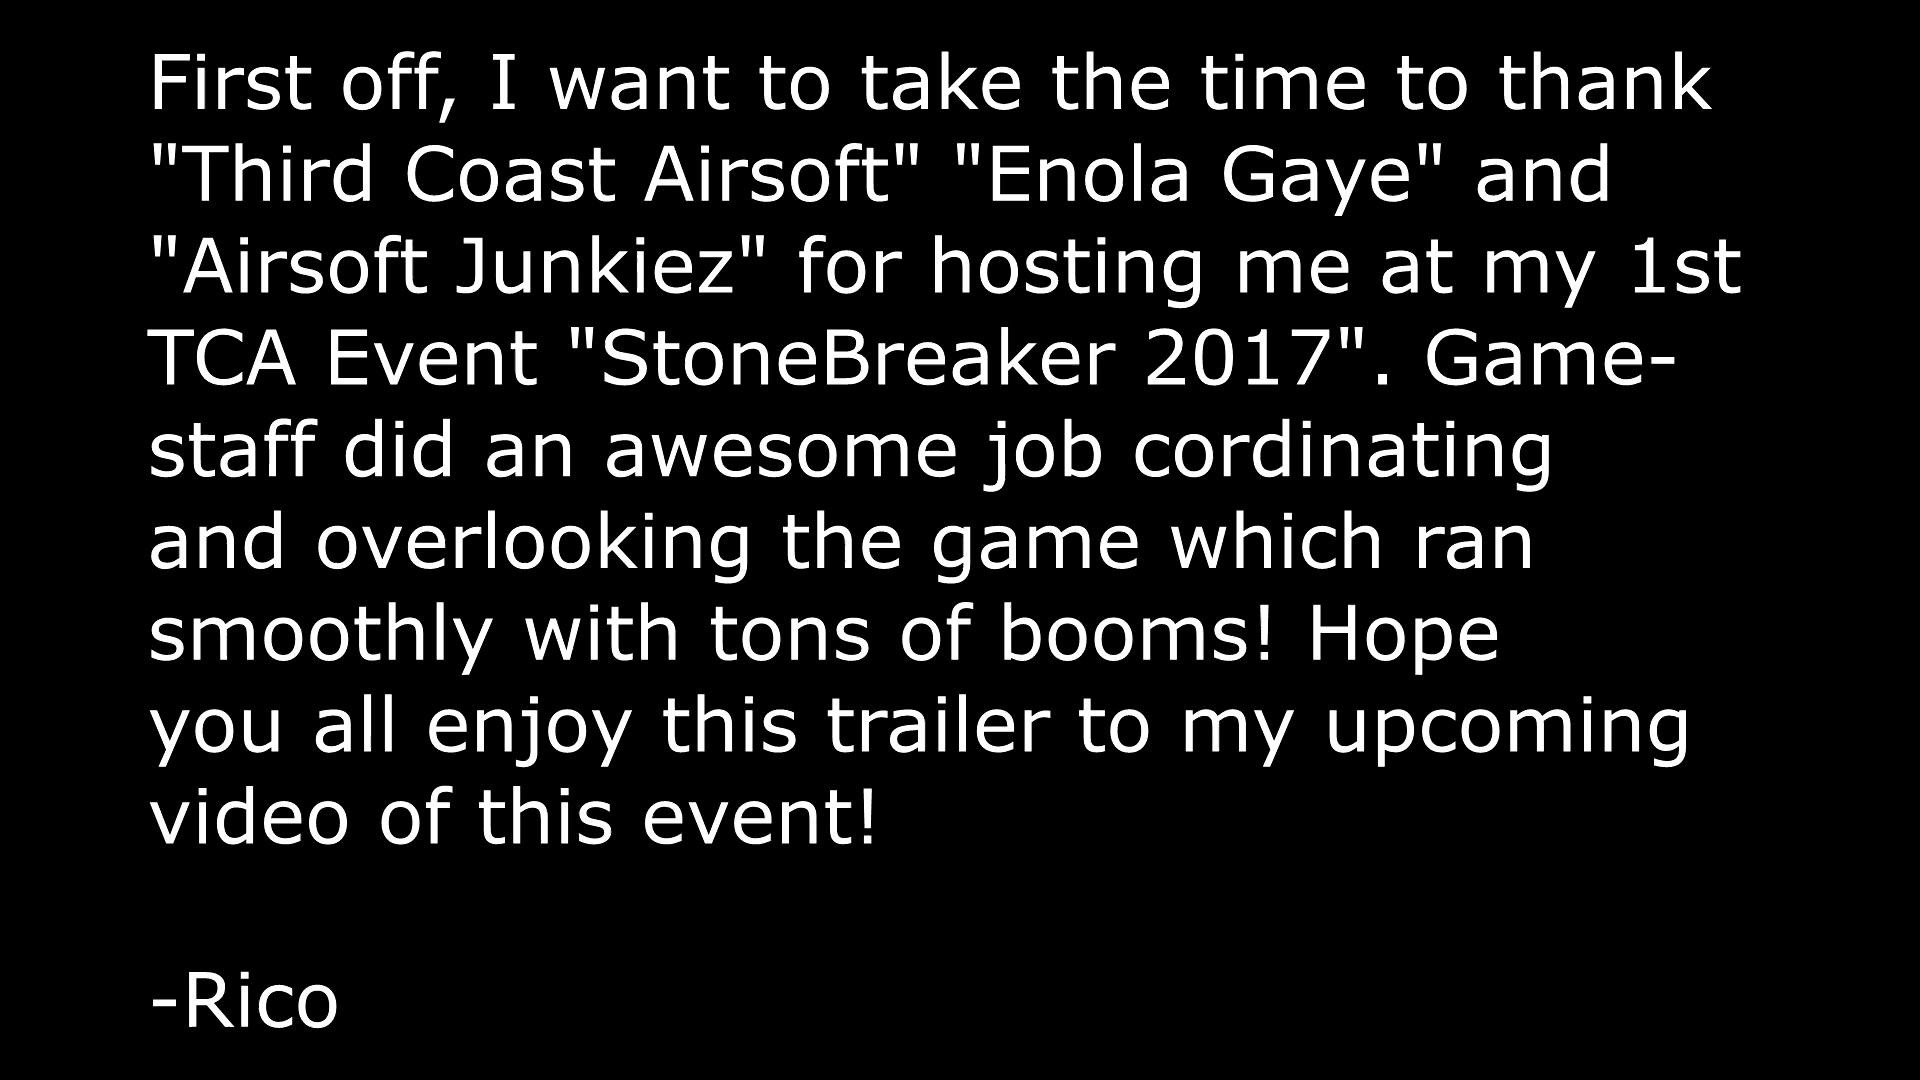 First off, I want to take the time to thank
"Third Coast Airsoft" "Enola Gaye" and
"Airsoft Junkiez" for hosting me at my 1st
TCA Event "StoneBreaker 2017". Game-
staff did an awesome job cordinating
and overlooking the game which ran
smoothly with tons of booms! Hope
you all enjoy this trailer to my upcoming
video of this event!
-Rico